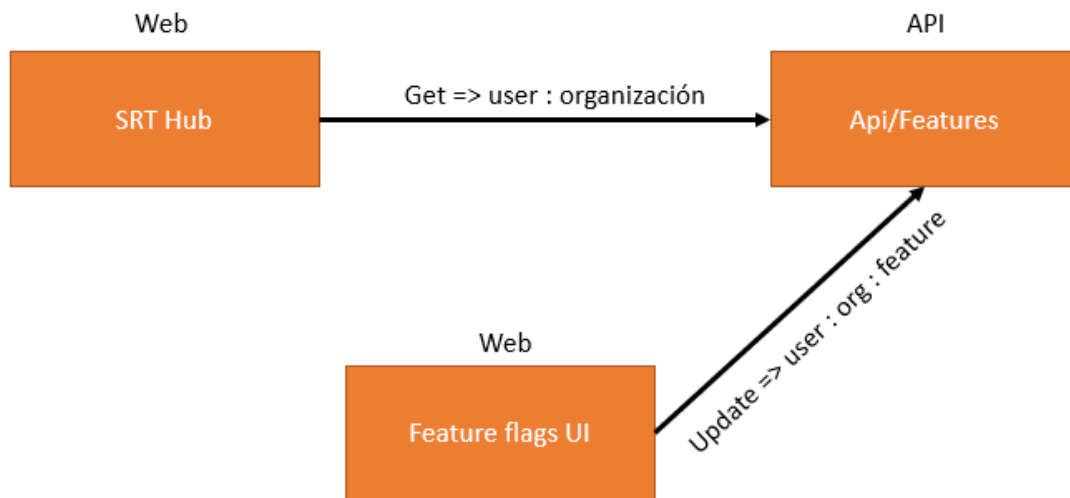 Web
API
SRT Hub
Get => user : organización
Api/Features
Update => user : org : feature
Web
Feature flags UI